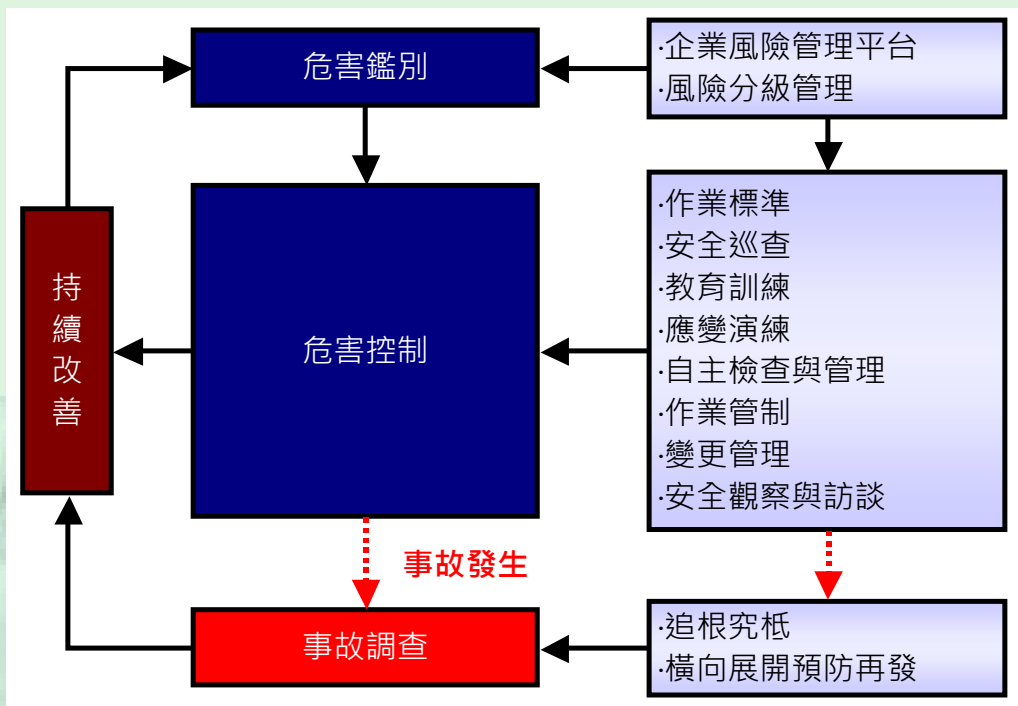 危害鑑別
·企業風險管理平台
·風險分級管理
持續改善
危害控制
·作業標準
·安全巡查
·教育訓練
·應變演練
·自主檢查與管理
·作業管制
·變更管理
·安全觀察與訪談
事故發生
事故調查
·追根究柢
·橫向展開預防再發